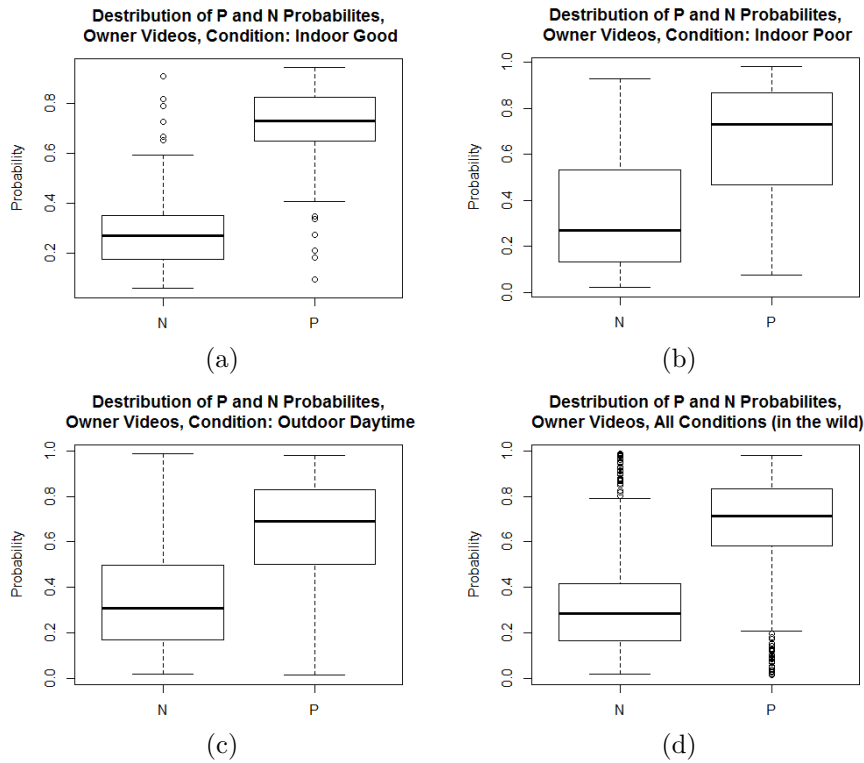 Destribution of P and N Probabilites,
Owner Videos, Condition: Indoor Good
Probability
0.8
0.6
0.4
0.2
N P
(a)
Destribution of P and N Probabilites,
Owner Videos, Condition: Indoor Poor
Probability
1.0
0.8
0.6
0.4
0.2
0.0
N P
(b)
Destribution of P and N Probabilites,
Owner Videos, Condition: Outdoor Daytime
Probability
1.0
0.8
0.6
0.4
0.2
0.0
N P
(c)
Destribution of P and N Probabilites,
Owner Videos, All Conditions (in the wild)
Probability
1.0
0.8
0.6
0.4
0.2
0.0
N P
(d)